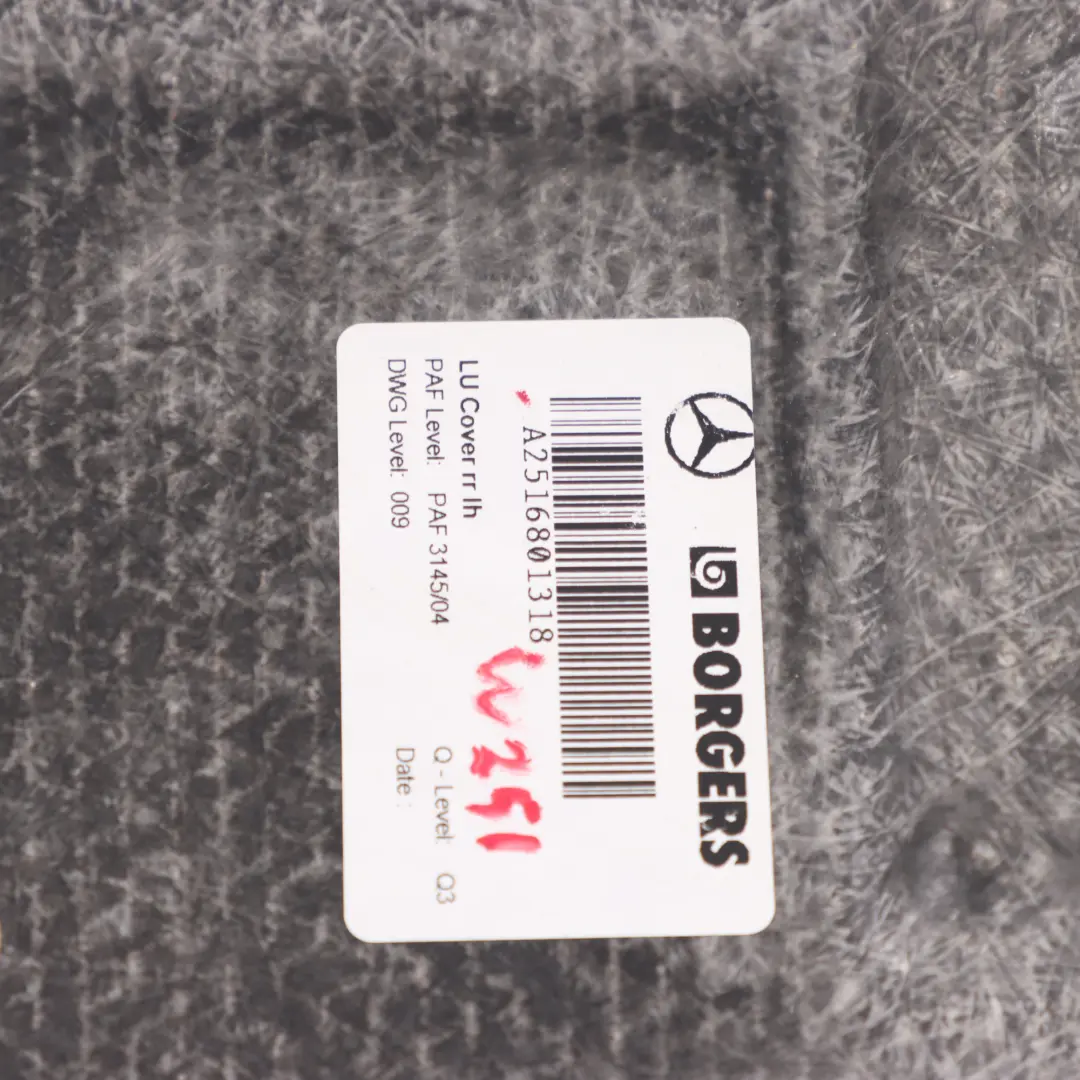 BORGERS
A2516801318
W251
LU Cover rr lh
PAF Level: PAF 3145/04 Q - Level: Q3
DWG Level: 009 Date :